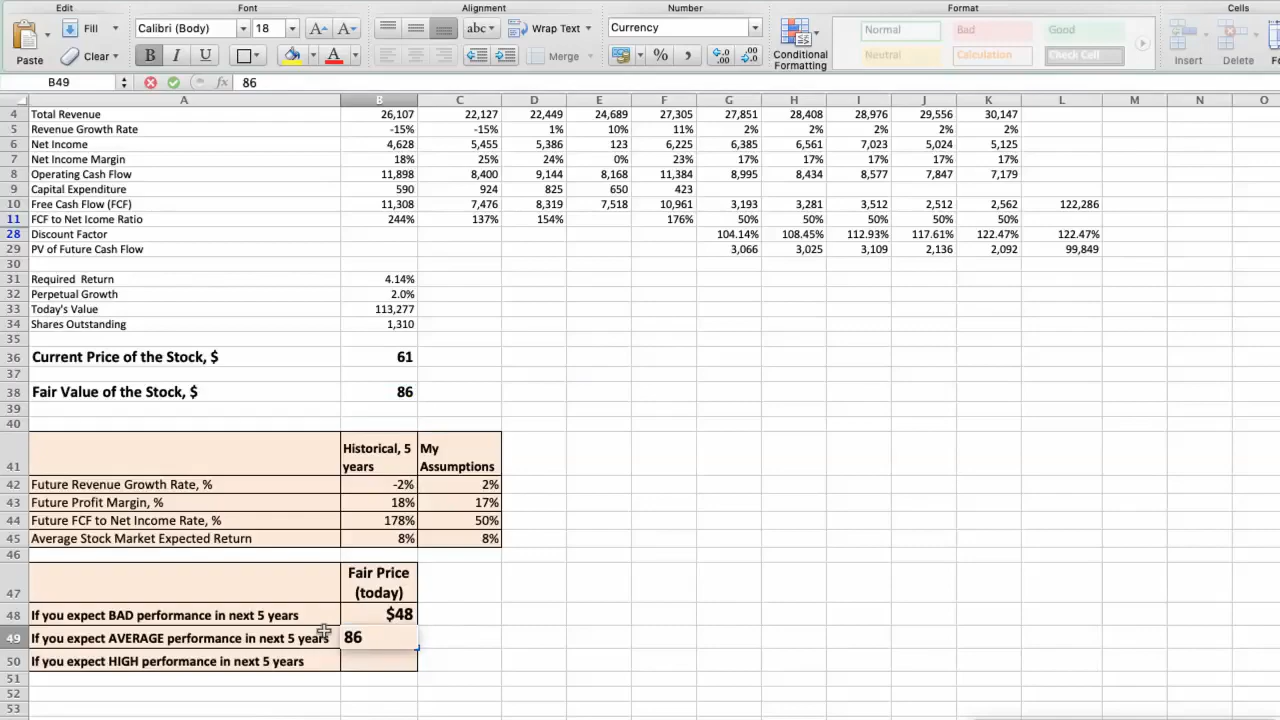 Edit Font Alignment Number Format Cells
Fill Calibri (Body) 18 A A abc Wrap Text Currency Normal Bad Good
Paste Clear B I U A Merge % Conditional Formatting Neutral Calculation Check Cell Insert Delete
B49 fx 86
A B C D E F G H I J K L M N O
4 Total Revenue 26,107 22,127 22,449 24,689 27,305 27,851 28,408 28,976 29,556 30,147
5 Revenue Growth Rate -15% -15% 1% 10% 11% 2% 2% 2% 2% 2%
6 Net Income 4,628 5,455 5,386 123 6,225 6,385 6,561 7,023 5,024 5,125
7 Net Income Margin 18% 25% 24% 0% 23% 17% 17% 17% 17% 17%
8 Operating Cash Flow 11,898 8,400 9,144 8,168 11,384 8,995 8,434 8,577 7,847 7,179
9 Capital Expenditure 590 924 825 650 423
10 Free Cash Flow (FCF) 11,308 7,476 8,319 7,518 10,961 3,193 3,281 3,512 2,512 2,562 122,286
11 FCF to Net Icome Ratio 244% 137% 154% 176% 50% 50% 50% 50% 50%
28 Discount Factor 104.14% 108.45% 112.93% 117.61% 122.47% 122.47%
29 PV of Future Cash Flow 3,066 3,025 3,109 2,136 2,092 99,849
30
31 Required Return 4.14%
32 Perpetual Growth 2.0%
33 Today's Value 113,277
34 Shares Outstanding 1,310
35
36 Current Price of the Stock, $ 61
37
38 Fair Value of the Stock, $ 86
39
40
41 Historical, 5 years My Assumptions
42 Future Revenue Growth Rate, % -2% 2%
43 Future Profit Margin, % 18% 17%
44 Future FCF to Net Income Rate, % 178% 50%
45 Average Stock Market Expected Return 8% 8%
46
47 Fair Price (today)
48 If you expect BAD performance in next 5 years $48
49 If you expect AVERAGE performance in next 5 years 86
50 If you expect HIGH performance in next 5 years
51
52
53